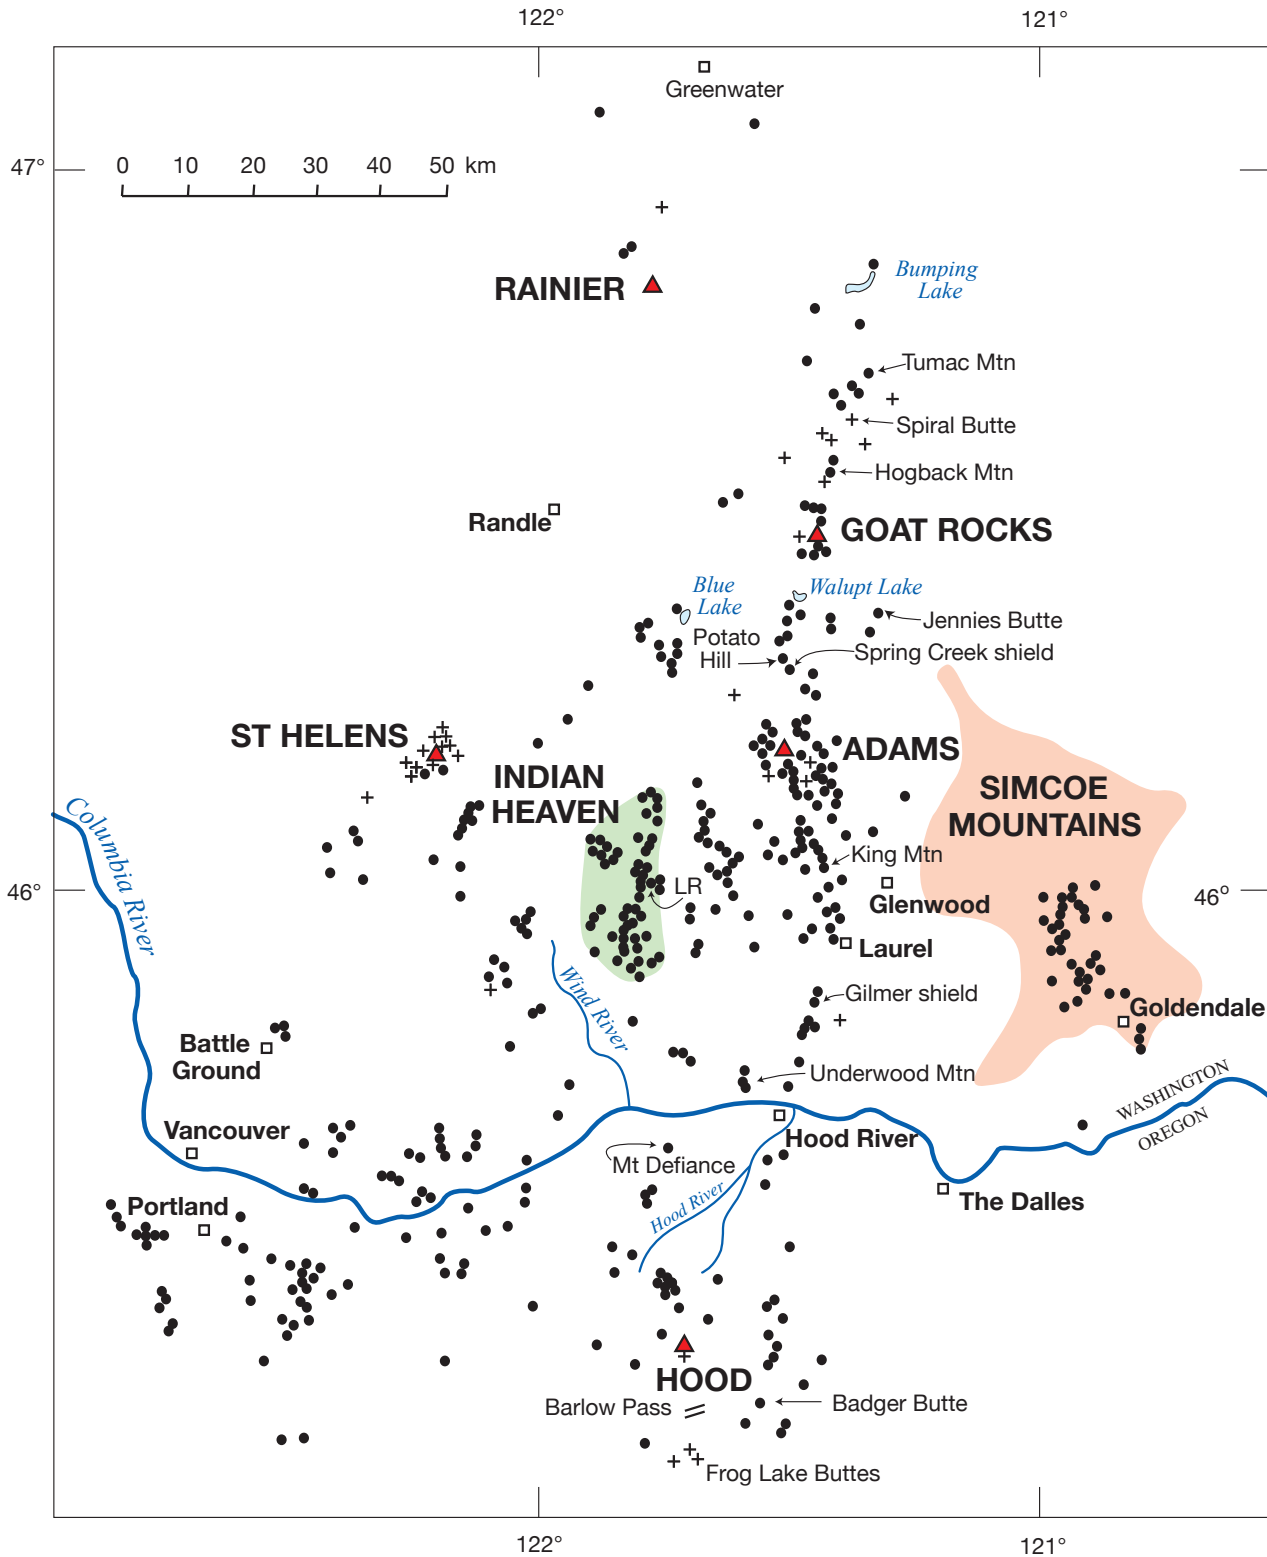 122° 121°
Greenwater
47°
0 10 20 30 40 50 km
RAINIER
Bumping
Lake
Tumac Mtn
Spiral Butte
Hogback Mtn
Randle
GOAT ROCKS
Blue
Lake
Walupt Lake
Jennies Butte
Potato
Hill
Spring Creek shield
ST HELENS
ADAMS
INDIAN
HEAVEN
SIMCOE
MOUNTAINS
Columbia River
King Mtn
LR
46° 46°
Glenwood
Laurel
Wind River
Gilmer shield
Goldendale
Battle
Ground
Underwood Mtn
WASHINGTON
OREGON
Vancouver
Hood River
Mt Defiance
Hood River
Portland
The Dalles
HOOD
Barlow Pass
Badger Butte
Frog Lake Buttes
122° 121°